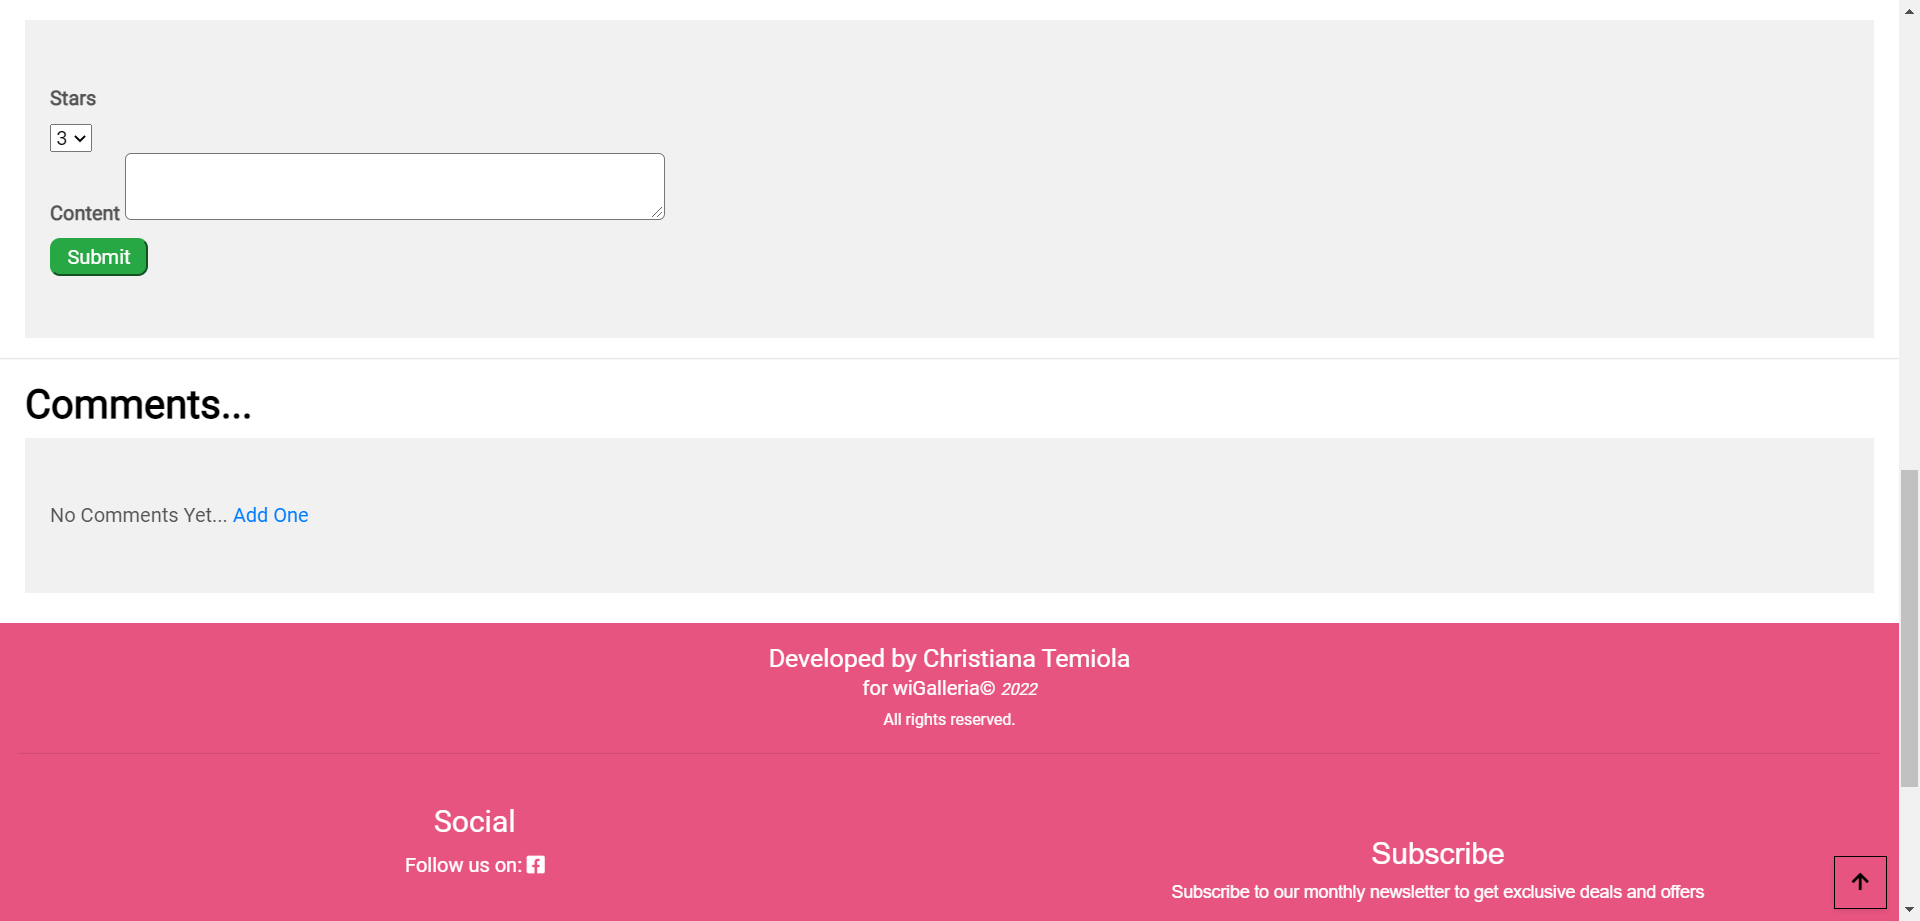 Stars
3
Content
Submit
Comments...
No Comments Yet... Add One
Developed by Christiana Temiola
for wiGalleria© 2022
All rights reserved.
Social
Follow us on:
Subscribe
Subscribe to our monthly newsletter to get exclusive deals and offers